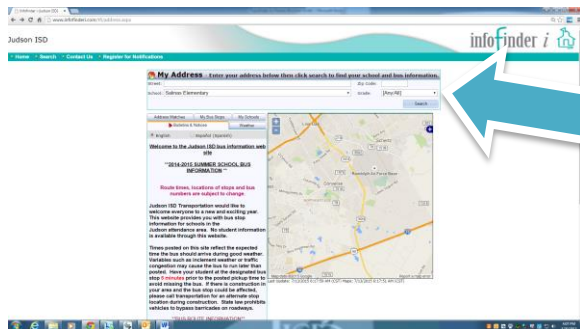 Judson ISD
infofinder i
Home Search Contact Us Register for Notifications
My Address - Enter your address below then click search to find your school and bus information.
Street: Zip Code:
School: Salinas Elementary Grade: [Any/All]
Search
Address Matches My Bus Stops My Schools
Bulletins & Policies Weather
English Español (Spanish)
Welcome to the Judson ISD bus information web
site
**2014-2015 SUMMER SCHOOL BUS
INFORMATION **
Route times, locations of stops and bus
numbers are subject to change.
Judson ISD Transportation would like to
welcome everyone to a new and exciting year.
This website provides you with bus stop
information for schools in the
Judson attendance area. No student information
is available through this website.
Times posted on this site reflect the expected
time the bus should arrive during good weather.
Variables such as inclement weather or traffic
congestion may cause the bus to run later than
posted. Have your student at the designated bus
stop 5 minutes prior to the posted pickup time to
avoid missing the bus. If there is construction in
your area and the bus stop could be affected,
please call transportation for an alternate stop
location during construction. State law prohibits
vehicles to bypass barricades on roadways.
**BUS ROUTE INFORMATION**
Randolph Air Force Base
Converse